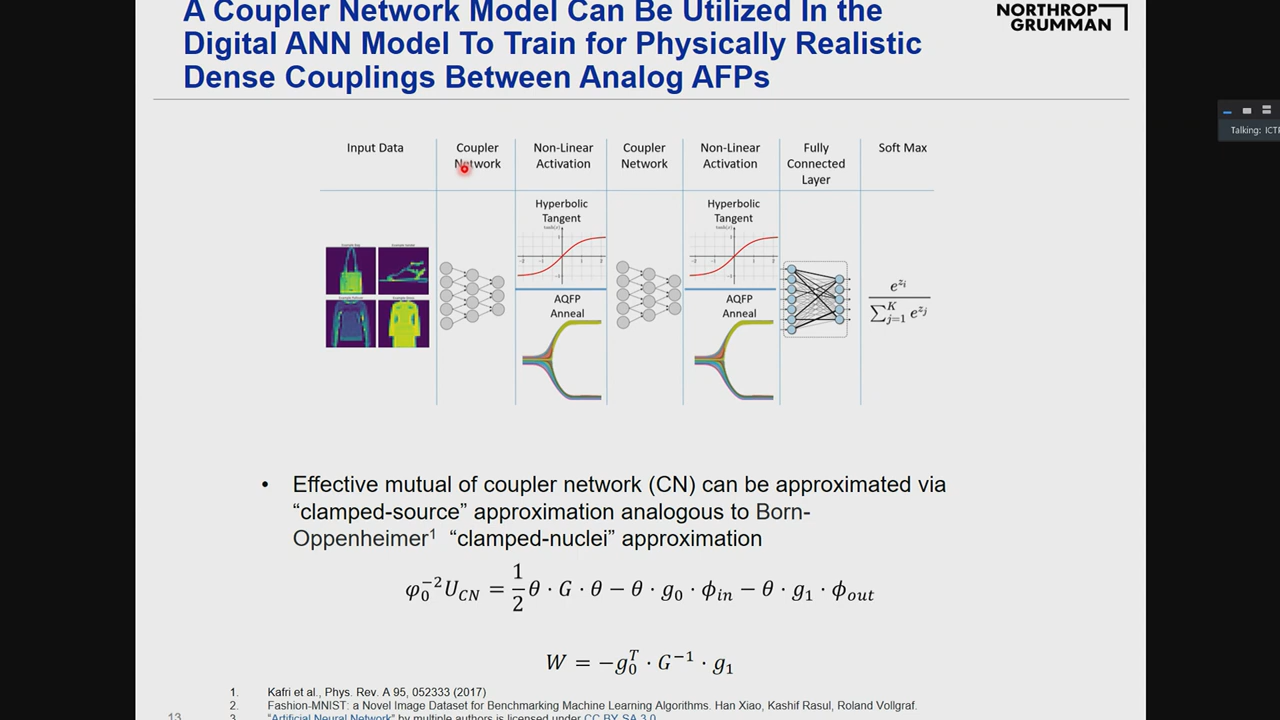 A Coupler Network Model Can Be Utilized In the
Digital ANN Model To Train for Physically Realistic
Dense Couplings Between Analog AFPs
NORTHROP
GRUMMAN
Talking: ICTP
Input Data
Coupler
Network
Non-Linear
Activation
Coupler
Network
Non-Linear
Activation
Fully
Connected
Layer
Soft Max
Hyperbolic
Tangent
AQFP
Anneal
Hyperbolic
Tangent
AQFP
Anneal
e^{z_i} / \sum_{j=1}^{K} e^{z_j}
• Effective mutual of coupler network (CN) can be approximated via
“clamped-source” approximation analogous to Born-
Oppenheimer¹ “clamped-nuclei” approximation
φ_0^{-2} U_{CN} = 1/2 θ · G · θ − θ · g_0 · ϕ_{in} − θ · g_1 · ϕ_{out}
W = −g_0^T · G^{-1} · g_1
1. Kafri et al., Phys. Rev. A 95, 052333 (2017)
2. Fashion-MNIST: a Novel Image Dataset for Benchmarking Machine Learning Algorithms. Han Xiao, Kashif Rasul, Roland Vollgraf.
3. "Artificial Neural Network" by multiple authors is licensed under CC BY-SA 3.0
13